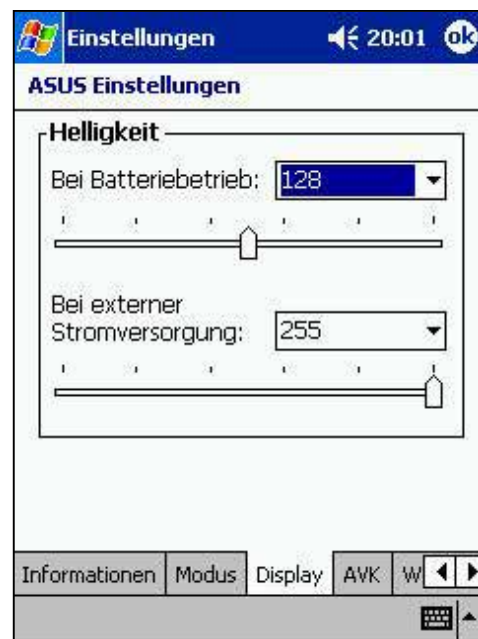 Einstellungen 20:01 ok
ASUS Einstellungen
Helligkeit
Bei Batteriebetrieb: 128
Bei externer
Stromversorgung: 255
Informationen Modus Display AVK W